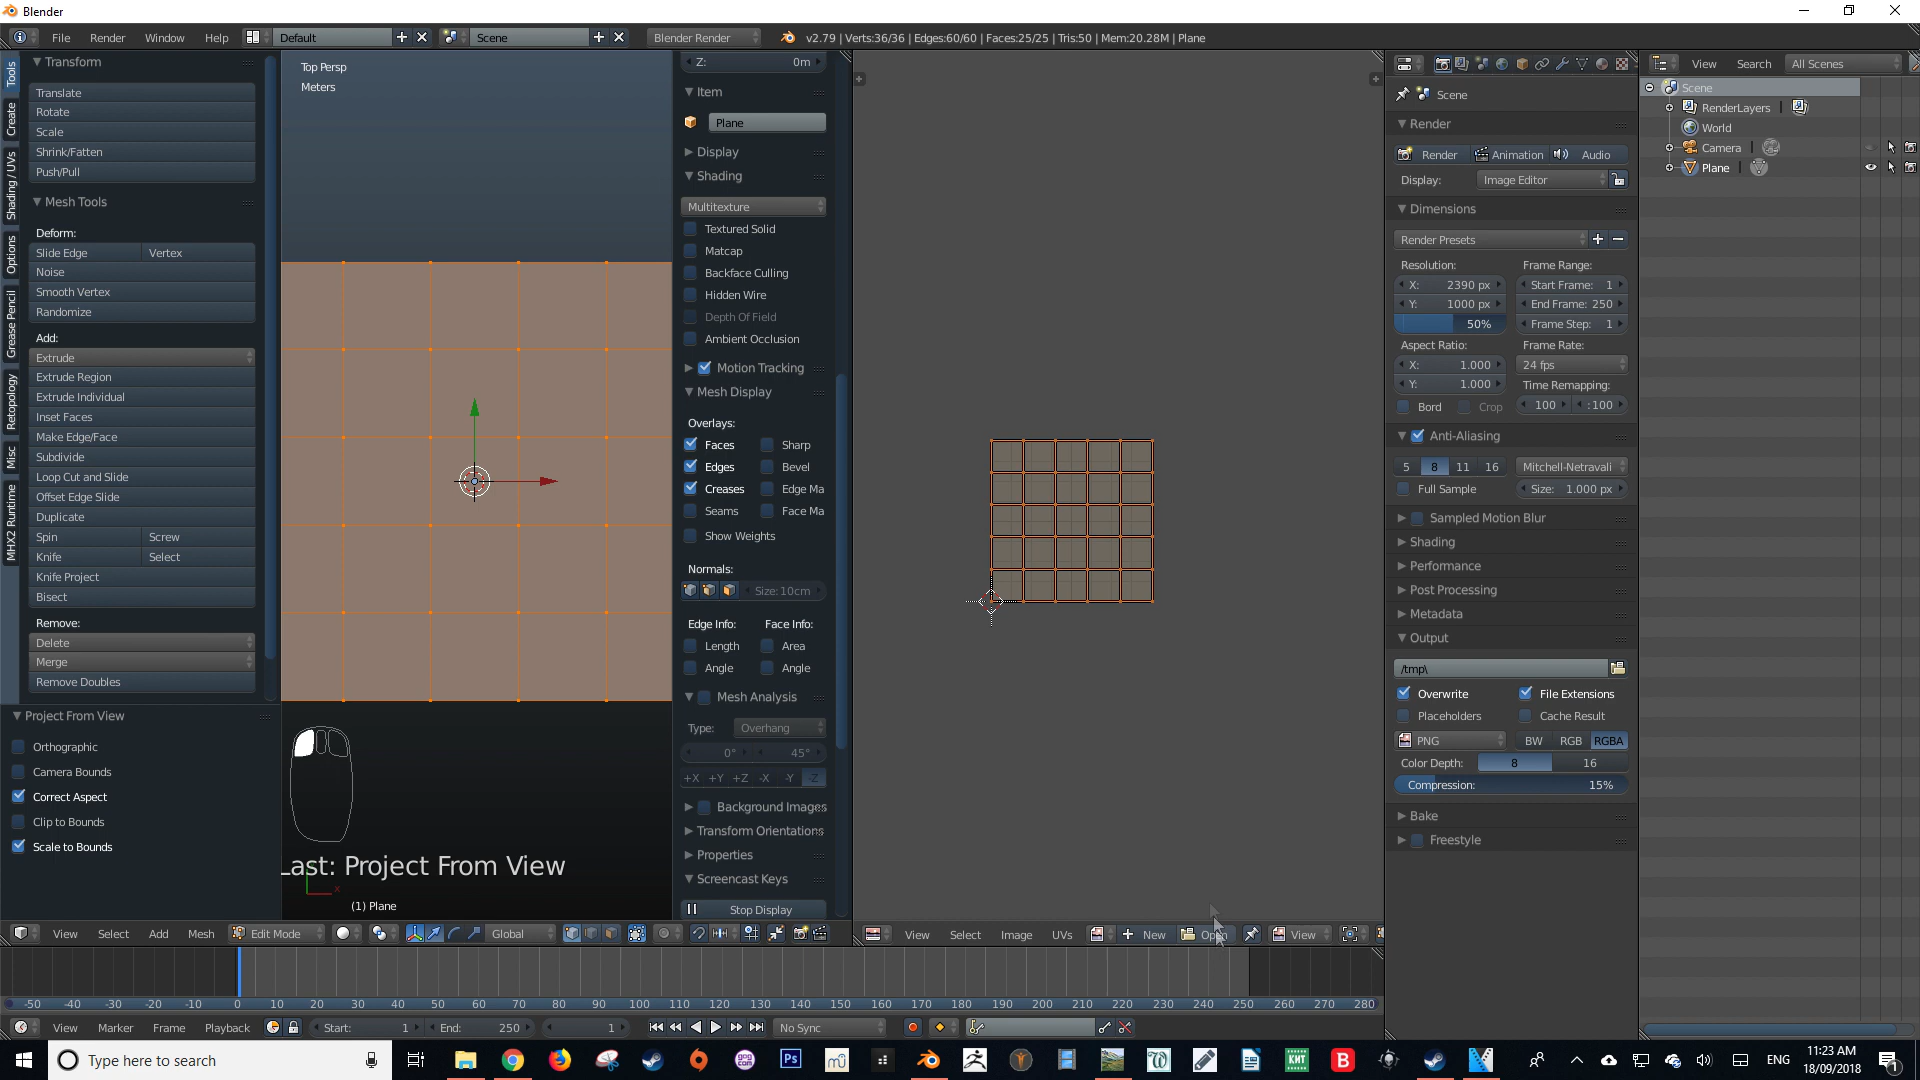 Blender
File Render Window Help Default Scene Blender Render v2.79 | Verts:36/36 | Edges:60/60 | Faces:25/25 | Tris:50 | Mem:20.28M | Plane
Tools
Create
Shading / UVs
Options
Grease Pencil
Retopology
Misc
MHX2 Runtime
Transform
Translate
Rotate
Scale
Shrink/Fatten
Push/Pull
Mesh Tools
Deform:
Slide Edge Vertex
Noise
Smooth Vertex
Randomize
Add:
Extrude
Extrude Region
Extrude Individual
Inset Faces
Make Edge/Face
Subdivide
Loop Cut and Slide
Offset Edge Slide
Duplicate
Spin Screw
Knife Select
Knife Project
Bisect
Remove:
Delete
Merge
Remove Doubles
Project From View
Orthographic
Camera Bounds
Correct Aspect
Clip to Bounds
Scale to Bounds
Top Persp
Meters
ast: Project From View
x
(1) Plane
Z: 0m
Item
Plane
Display
Shading
Multitexture
Textured Solid
Matcap
Backface Culling
Hidden Wire
Depth Of Field
Ambient Occlusion
Motion Tracking
Mesh Display
Overlays:
Faces Sharp
Edges Bevel
Creases Edge Ma
Seams Face Ma
Show Weights
Normals:
Size: 10cm
Edge Info: Face Info:
Length Area
Angle Angle
Mesh Analysis
Type: Overhang
0° 45°
+X +Y +Z -X -Y -Z
Background Images
Transform Orientations
Properties
Screencast Keys
Stop Display
View Select Add Mesh Edit Mode Global
View Select Image UVs New Open View
Scene
Render
Render Animation Audio
Display: Image Editor
Dimensions
Render Presets
Resolution: Frame Range:
X: 2390 px Start Frame: 1
Y: 1000 px End Frame: 250
50% Frame Step: 1
Aspect Ratio: Frame Rate:
X: 1.000 24 fps
Y: 1.000 Time Remapping:
Bord Crop 100 :100
Anti-Aliasing
5 8 11 16 Mitchell-Netravali
Full Sample Size: 1.000 px
Sampled Motion Blur
Shading
Performance
Post Processing
Metadata
Output
/tmp\
Overwrite File Extensions
Placeholders Cache Result
PNG BW RGB RGBA
Color Depth: 8 16
Compression: 15%
Bake
Freestyle
View Search All Scenes
Scene
RenderLayers
World
Camera
Plane
-50 -40 -30 -20 -10 0 10 20 30 40 50 60 70 80 90 100 110 120 130 140 150 160 170 180 190 200 210 220 230 240 250 260 270 280
View Marker Frame Playback Start: 1 End: 250 1 No Sync
Type here to search
Ps
KHT
B
ENG
11:23 AM
18/09/2018
1